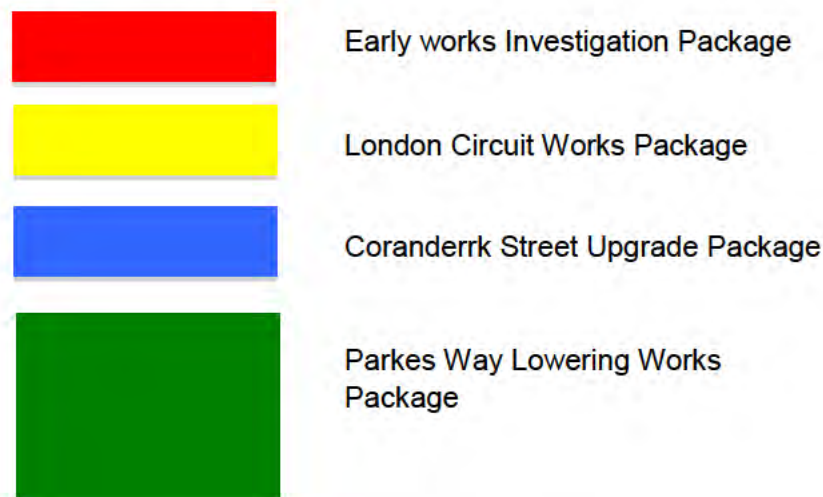 Early works Investigation Package
London Circuit Works Package
Coranderrk Street Upgrade Package
Parkes Way Lowering Works
Package